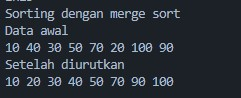 Sorting dengan merge sort
Data awal
10 40 30 50 70 20 100 90
Setelah diurutkan
10 20 30 40 50 70 90 100